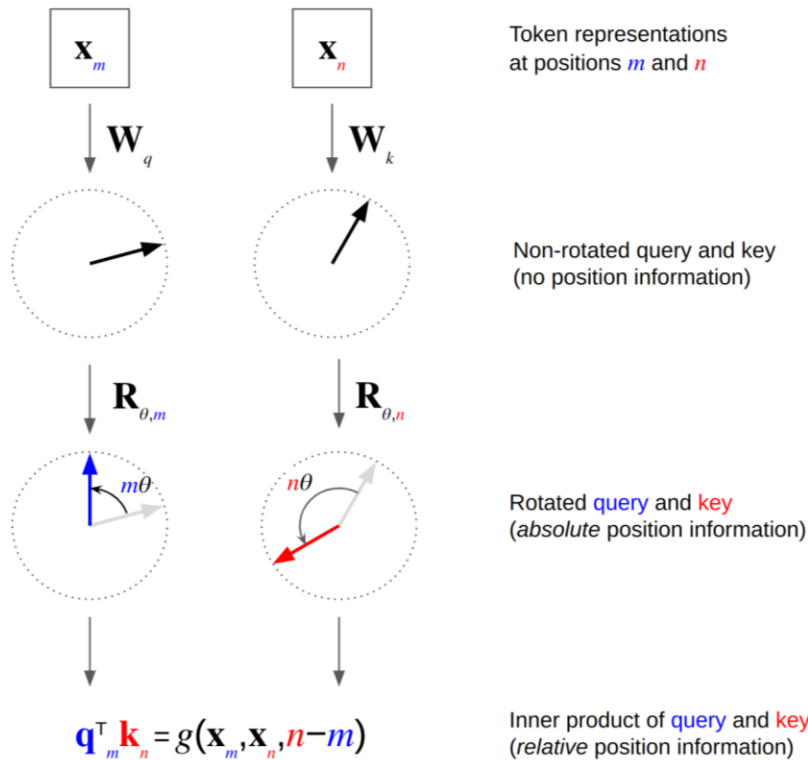 x_m
x_n
Token representations
at positions m and n
W_q
W_k
Non-rotated query and key
(no position information)
R_θ,m
R_θ,n
mθ
nθ
Rotated query and key
(absolute position information)
q^⊤_m k_n = g(x_m,x_n,n−m)
Inner product of query and key
(relative position information)